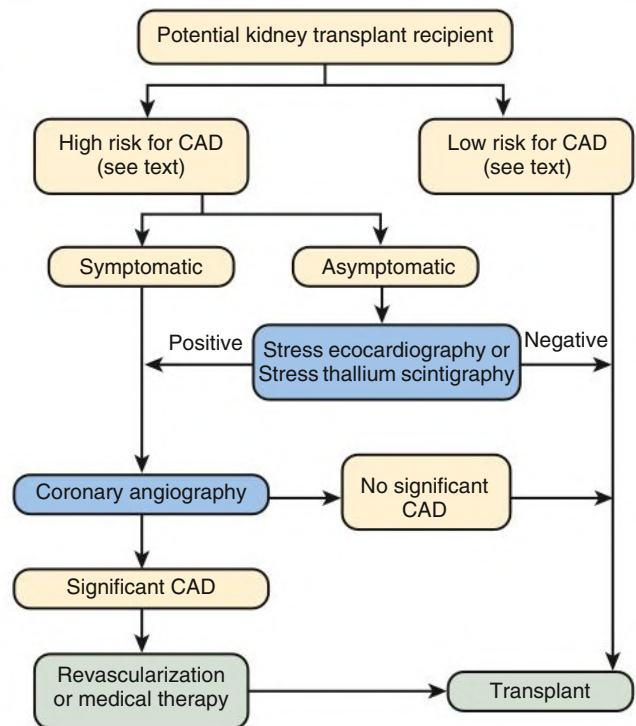 Potential kidney transplant recipient
High risk for CAD
(see text)
Low risk for CAD
(see text)
Symptomatic
Asymptomatic
Positive
Stress ecocardiography or
Stress thallium scintigraphy
Negative
Coronary angiography
No significant
CAD
Significant CAD
Revascularization
or medical therapy
Transplant